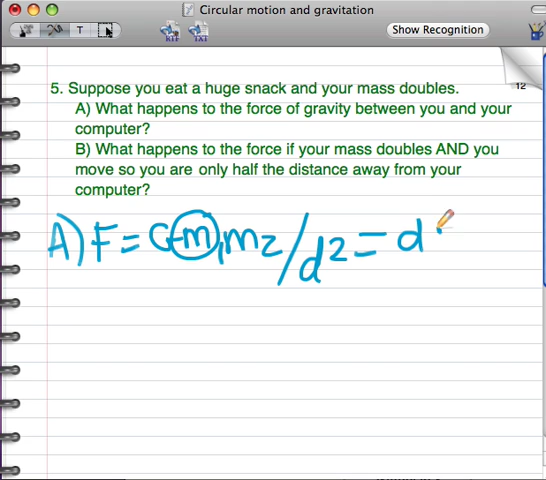 Circular motion and gravitation
T
RTF TXT
Show Recognition
12
5. Suppose you eat a huge snack and your mass doubles.
A) What happens to the force of gravity between you and your
computer?
B) What happens to the force if your mass doubles AND you
move so you are only half the distance away from your
computer?
A) F = Gm1m2/d2 = d